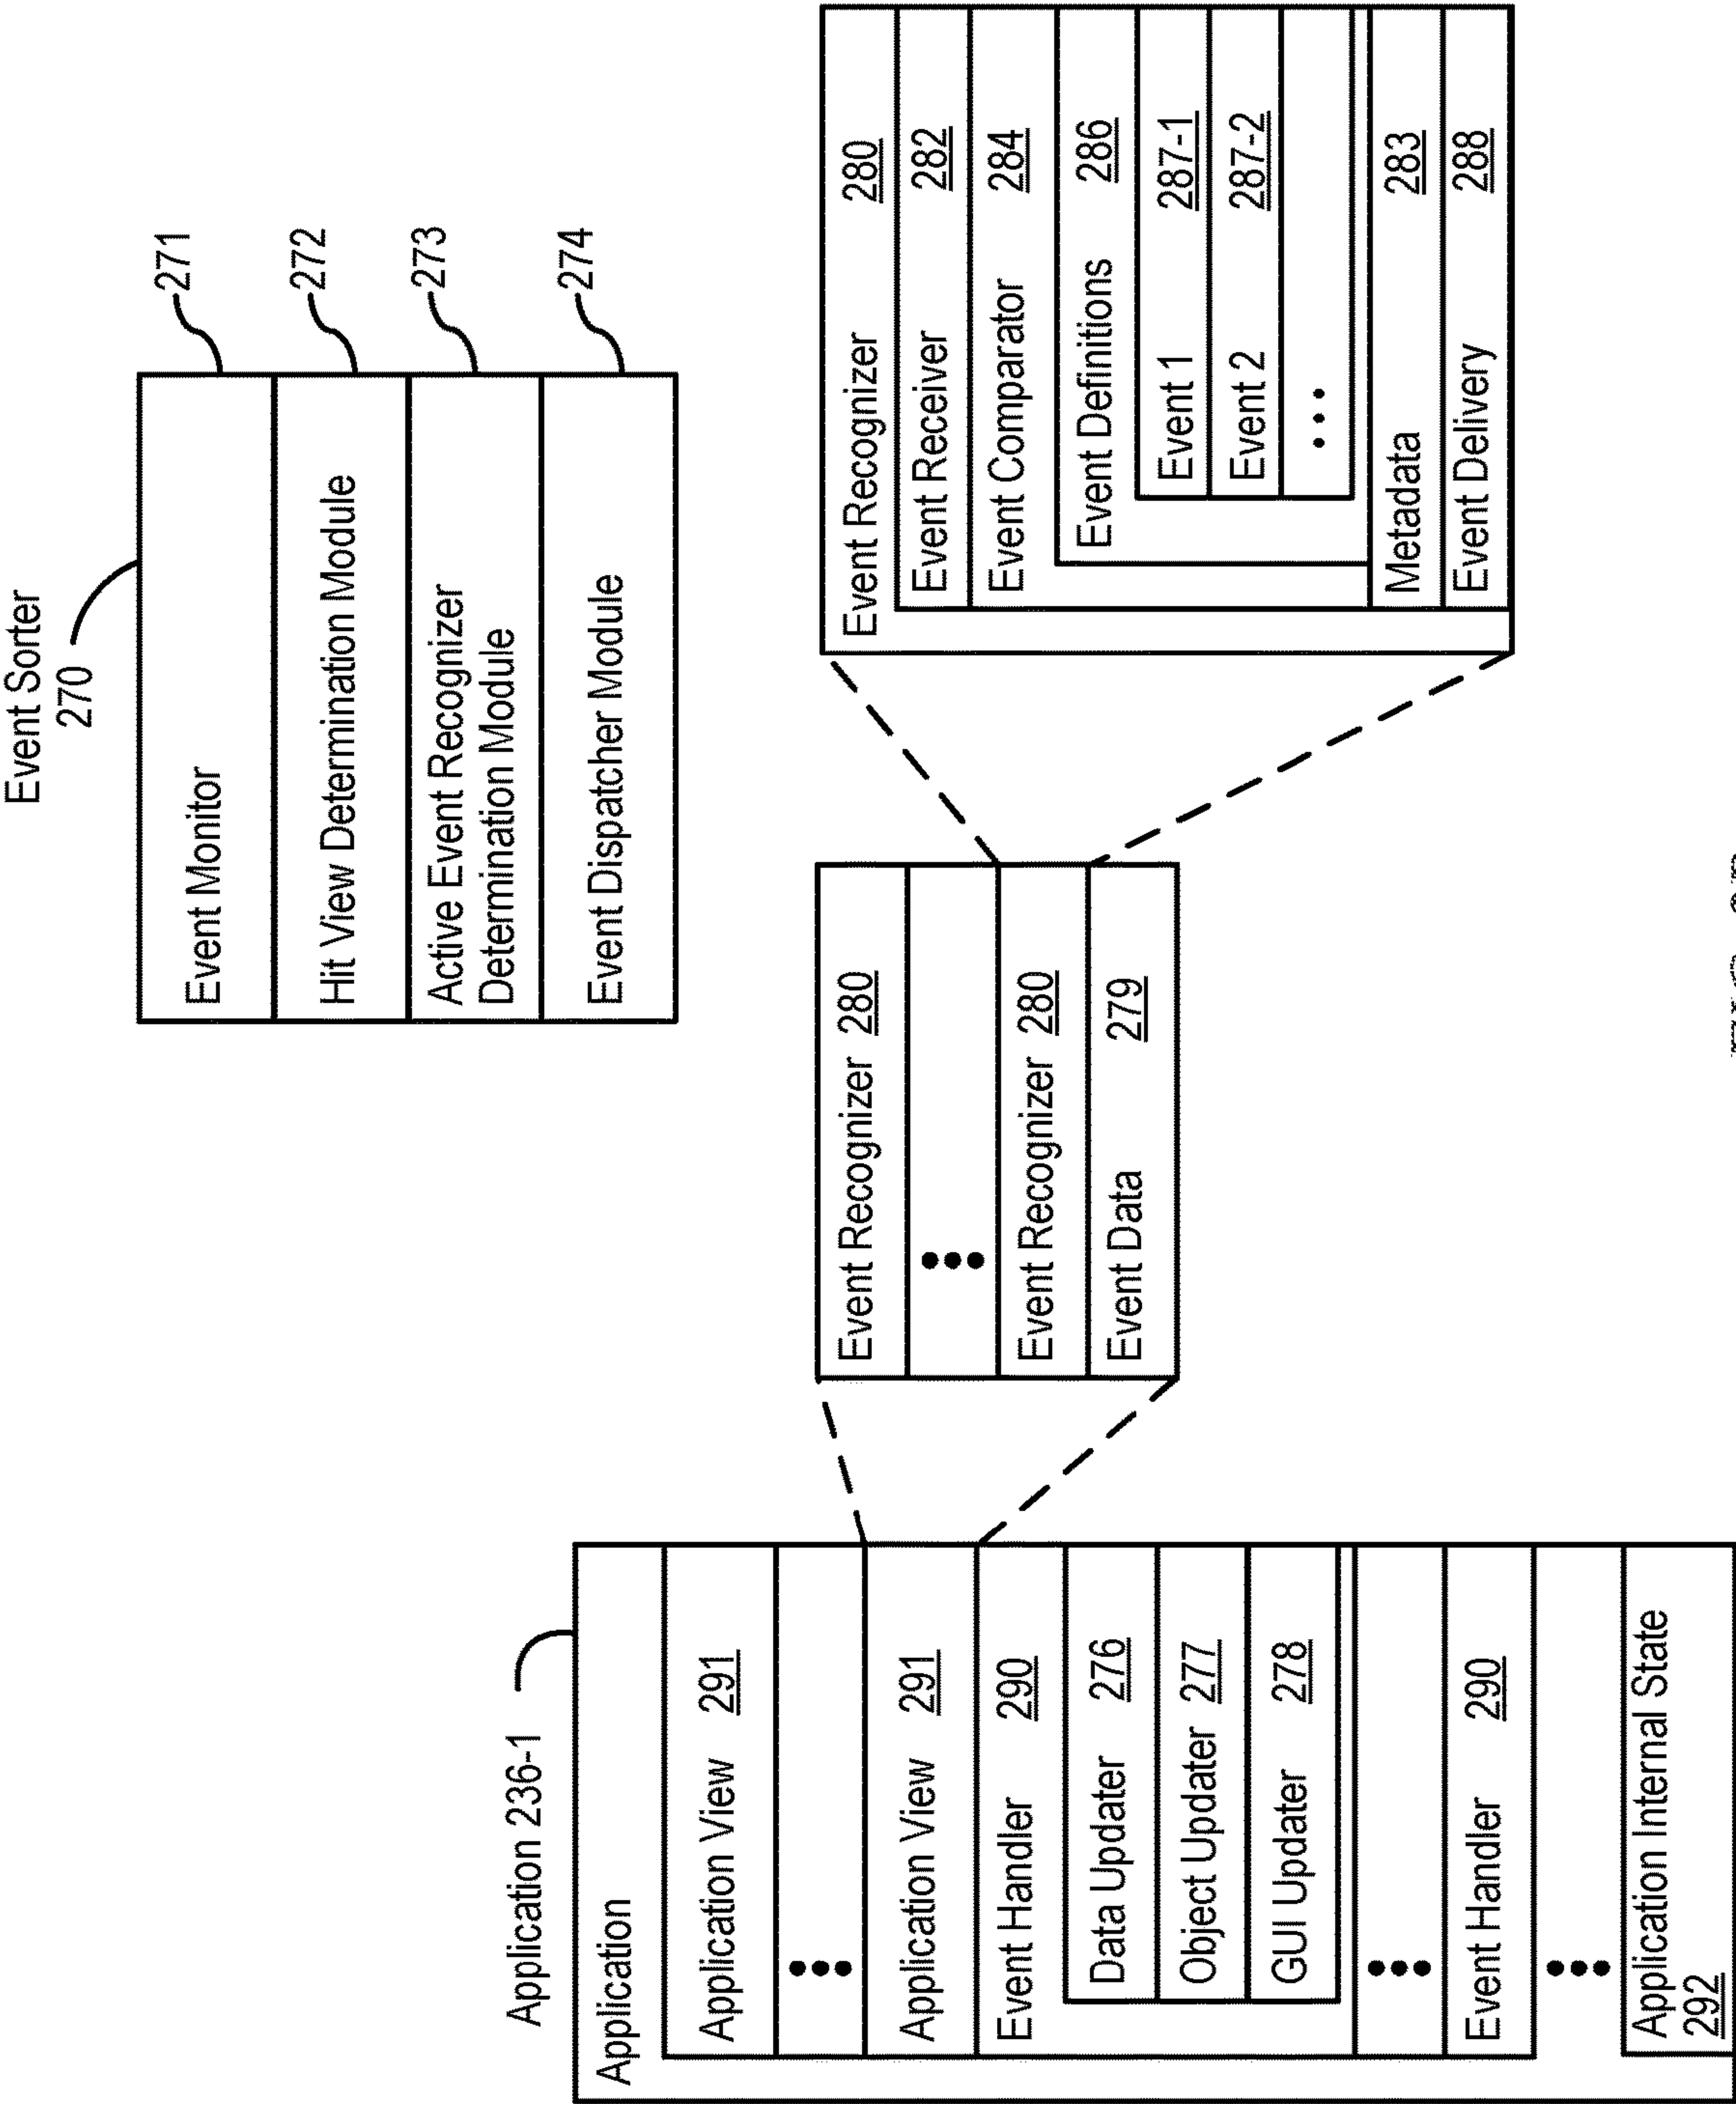 Event Sorter
270
Event Monitor
271
Hit View Determination Module
272
Active Event Recognizer
Determination Module
273
Event Dispatcher Module
274
Application 236-1
Application
Application View 291
•••
Application View 291
Event Handler 290
Data Updater 276
Object Updater 277
GUI Updater 278
•••
Event Handler 290
•••
Application Internal State
292
Event Recognizer 280
•••
Event Recognizer 280
Event Data 279
Event Recognizer 280
Event Receiver 282
Event Comparator 284
Event Definitions 286
Event 1 287-1
Event 2 287-2
•••
Metadata 283
Event Delivery 288